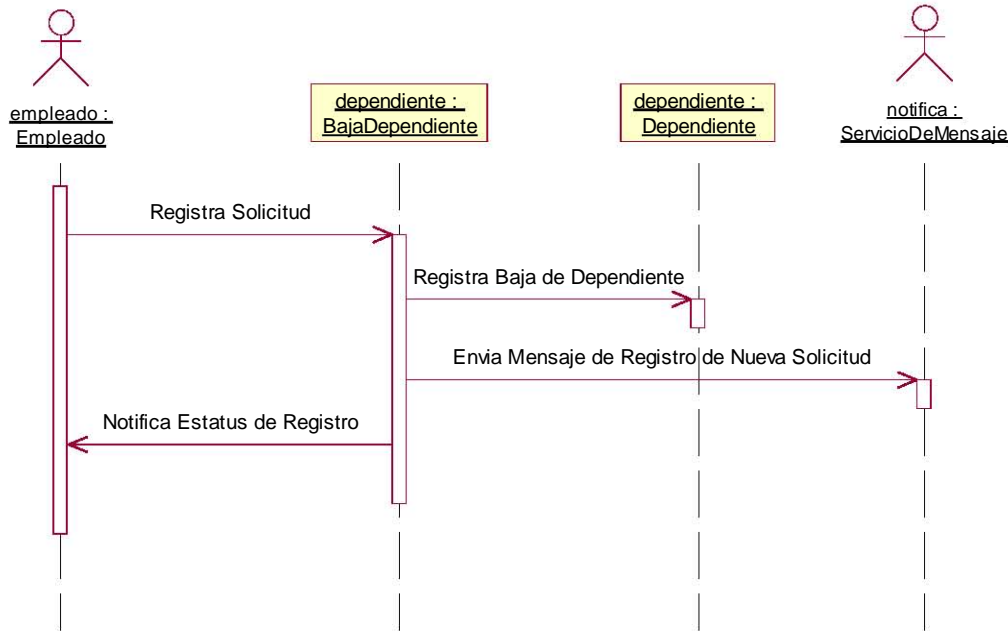 empleado :
Empleado
dependiente :
BajaDependiente
dependiente :
Dependiente
notifica :
ServicioDeMensaje
Registra Solicitud
Registra Baja de Dependiente
Envia Mensaje de Registro de Nueva Solicitud
Notifica Estatus de Registro